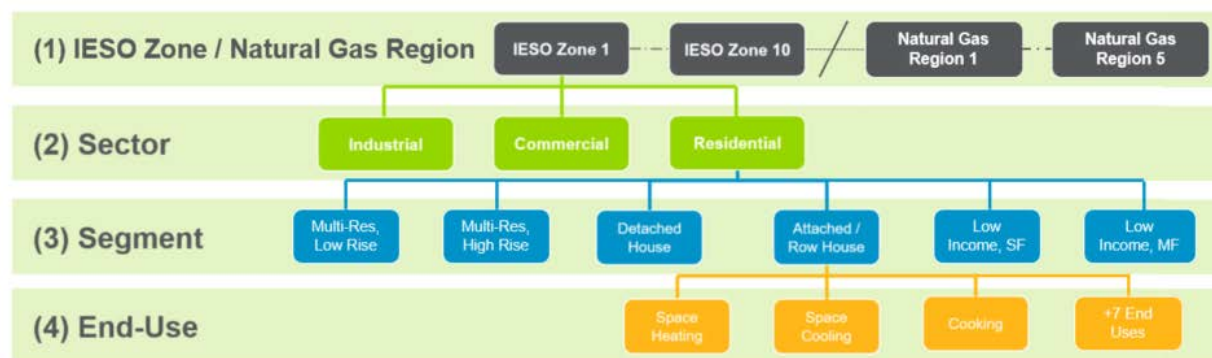 (1) IESO Zone / Natural Gas Region
IESO Zone 1
IESO Zone 10
Natural Gas
Region 1
Natural Gas
Region 5
(2) Sector
Industrial
Commercial
Residential
(3) Segment
Multi-Res,
Low Rise
Multi-Res,
High Rise
Detached
House
Attached /
Row House
Low
Income, SF
Low
Income, MF
(4) End-Use
Space
Heating
Space
Cooling
Cooking
+7 End
Uses